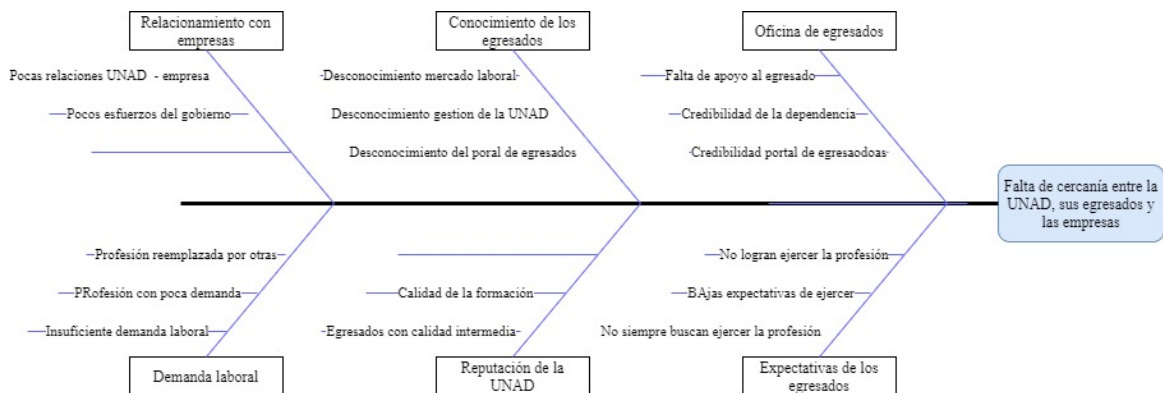 Relacionamiento con
empresas
Conocimiento de los
egresados
Oficina de egresados
Pocas relaciones UNAD - empresa
Pocos esfuerzos del gobierno
Desconocimiento mercado laboral
Desconocimiento gestion de la UNAD
Desconocimiento del poral de egresados
Falta de apoyo al egresado
Credibilidad de la dependencia
Credibilidad portal de egresaodoas
Falta de cercanía entre la
UNAD, sus egresados y
las empresas
Profesión reemplazada por otras
PRofesión con poca demanda
Insuficiente demanda laboral
Calidad de la formación
Egresados con calidad intermedia
No logran ejercer la profesión
BAjas expectativas de ejercer
No siempre buscan ejercer la profesión
Demanda laboral
Reputación de la
UNAD
Expectativas de los
egresados